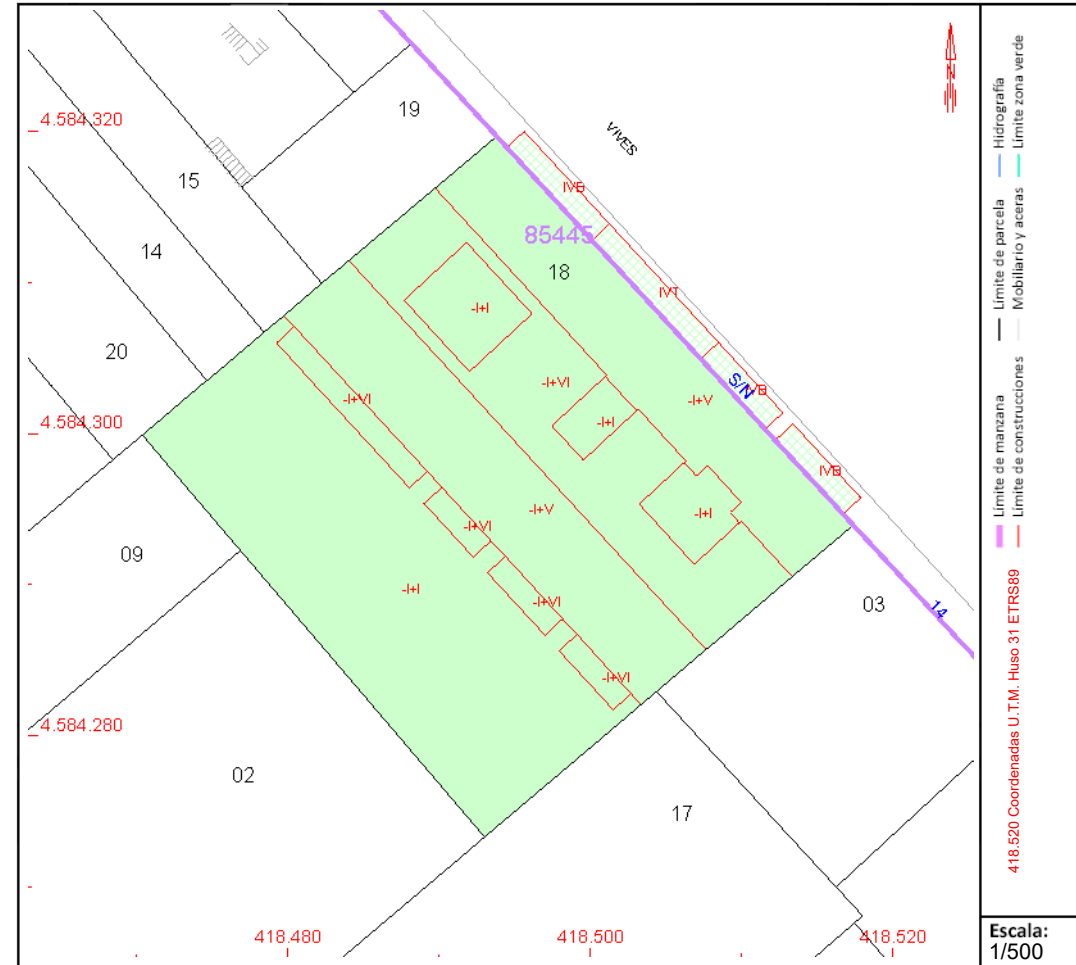 4.584.320
19
VIVES
N
15
IVB
85445
14
18
-I+I
IVT
20
-I+VI
S/N
IVB
-I+VI
-I+V
4.584.300
-I+I
IVB
-I+V
-I+I
-I+VI
09
-I+I
-I+VI
03
14
-I+VI
4.584.280
02
17
418.480
418.500
418.520
Hidrografía
Límite zona verde
Límite de parcela
Mobiliario y aceras
Límite de manzana
Límite de construcciones
418.520 Coordenadas U.T.M. Huso 31 ETRS89
Escala:
1/500